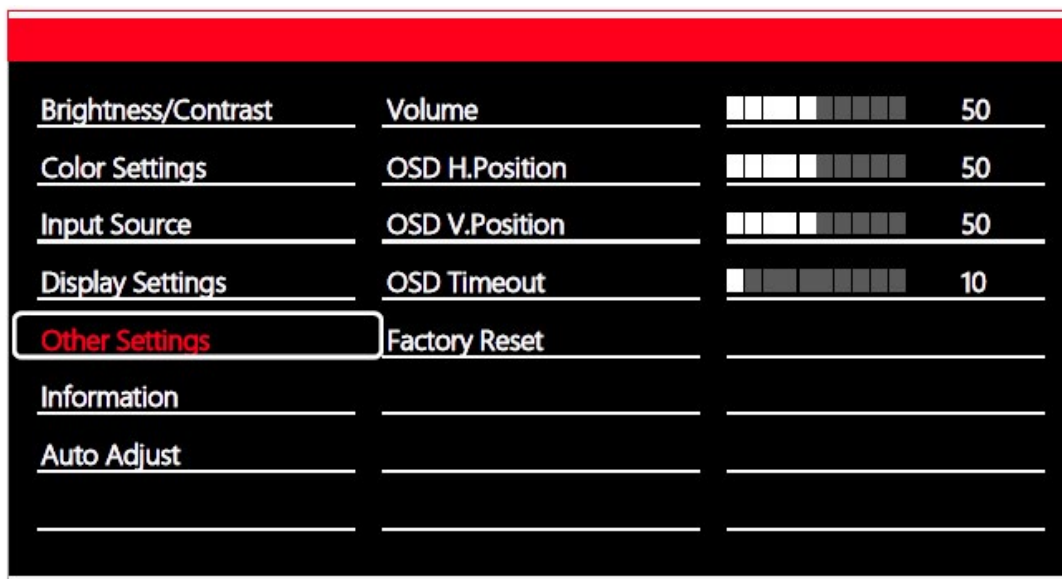 Brightness/Contrast Volume 50
Color Settings OSD H.Position 50
Input Source OSD V.Position 50
Display Settings OSD Timeout 10
Other Settings Factory Reset
Information
Auto Adjust